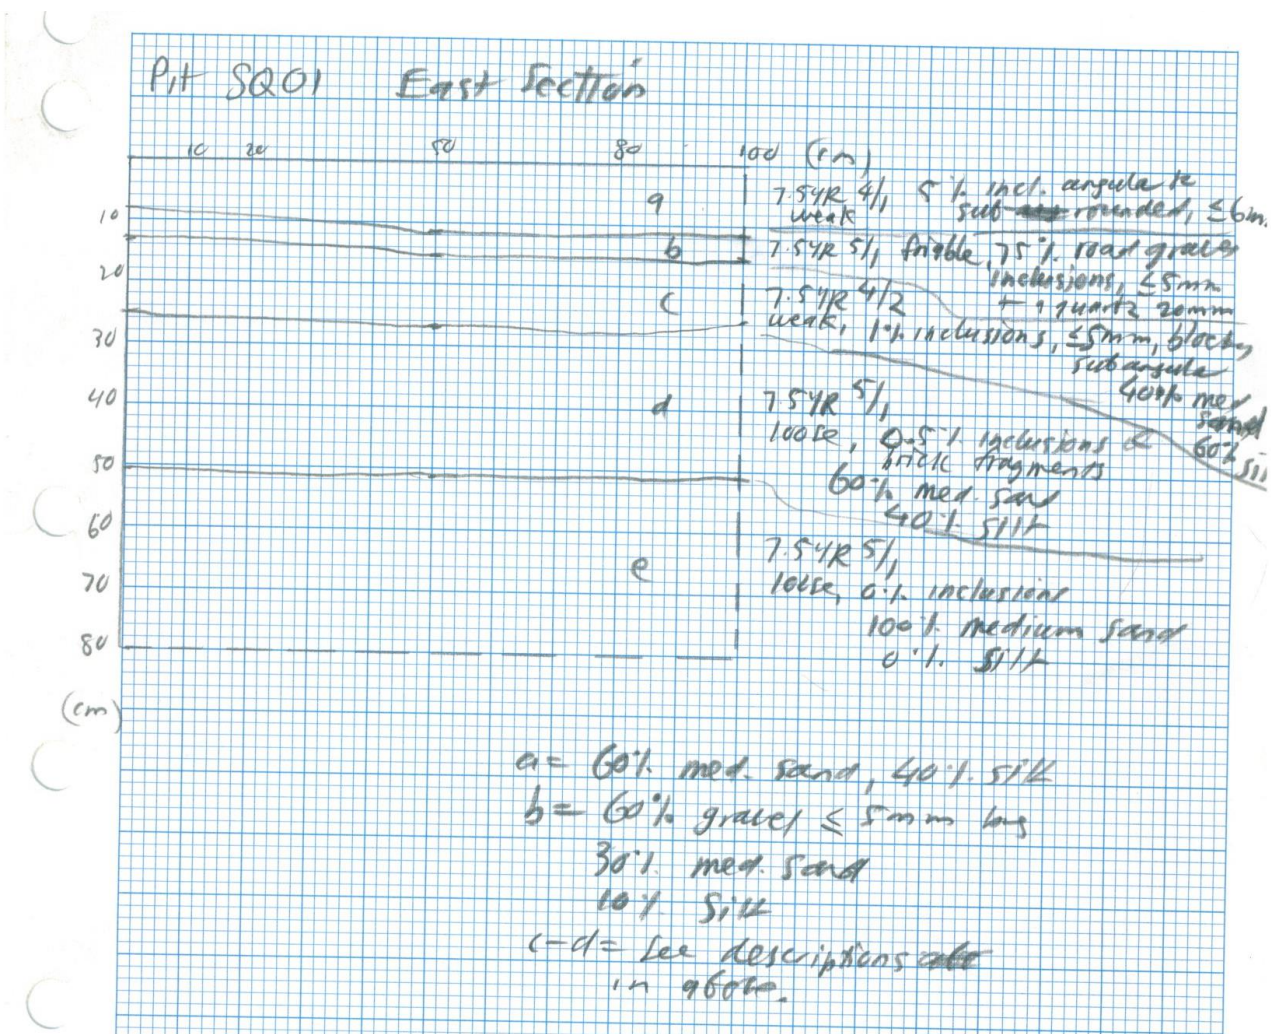 Pit SQ01 East Section
10 20 50 80 100 (cm)
a
7.5YR 4/1 5% incl. angula to
weak sub rounded, ≤6m
10
b
7.5YR 5/1 friable, 75% road gravel
inclusions, ≤5mm
+ 1 quartz 20mm
20
c
7.5YR 4/2
weak, 1% inclusions, ≤5mm, blocky
subangula
40% med
sand
60% sil
30
40
d
7.5YR 5/1
loose, 0.5% inclusions &
brick fragments
60% med. sand
40% silt
50
60
e
7.5YR 5/1
loose, 0% inclusions
100% medium sand
0% silt
70
80
(cm)
a = 60% med. sand, 40% silt
b = 60% gravel ≤ 5mm long
30% med. sand
10% silt
c-d = see descriptions
in above.